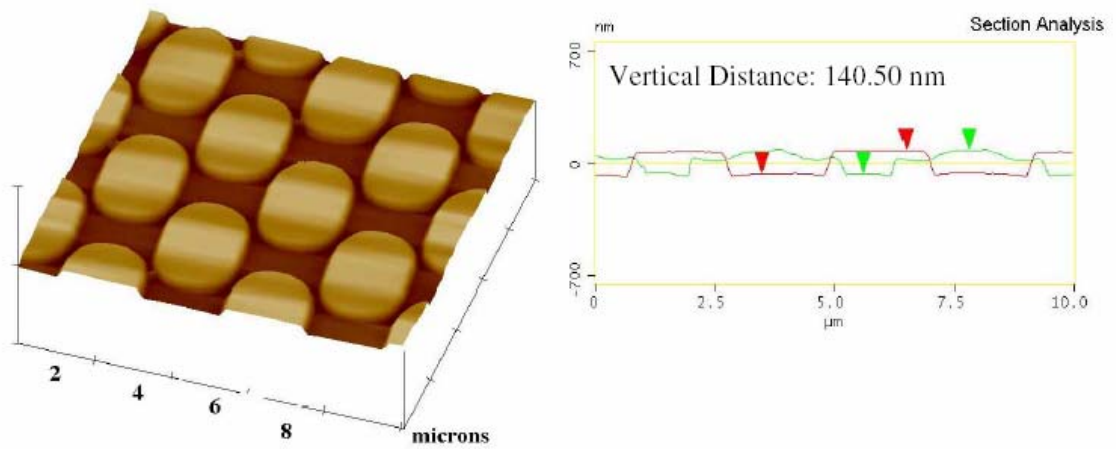 2
4
6
8
microns
nm
Section Analysis
700
Vertical Distance: 140.50 nm
0
-700
0
2.5
5.0
7.5
10.0
μm